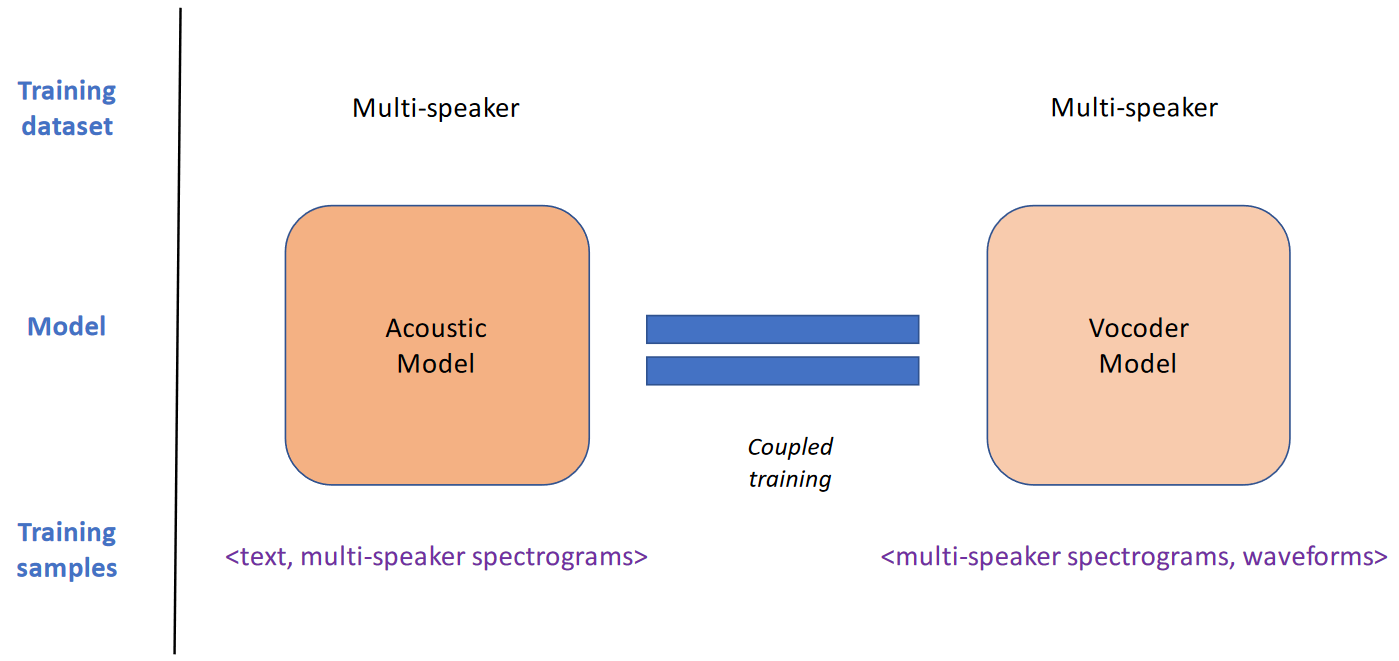 Training
dataset
Multi-speaker
Multi-speaker
Model
Acoustic
Model
Vocoder
Model
Coupled
training
Training
samples
<text, multi-speaker spectrograms>
<multi-speaker spectrograms, waveforms>